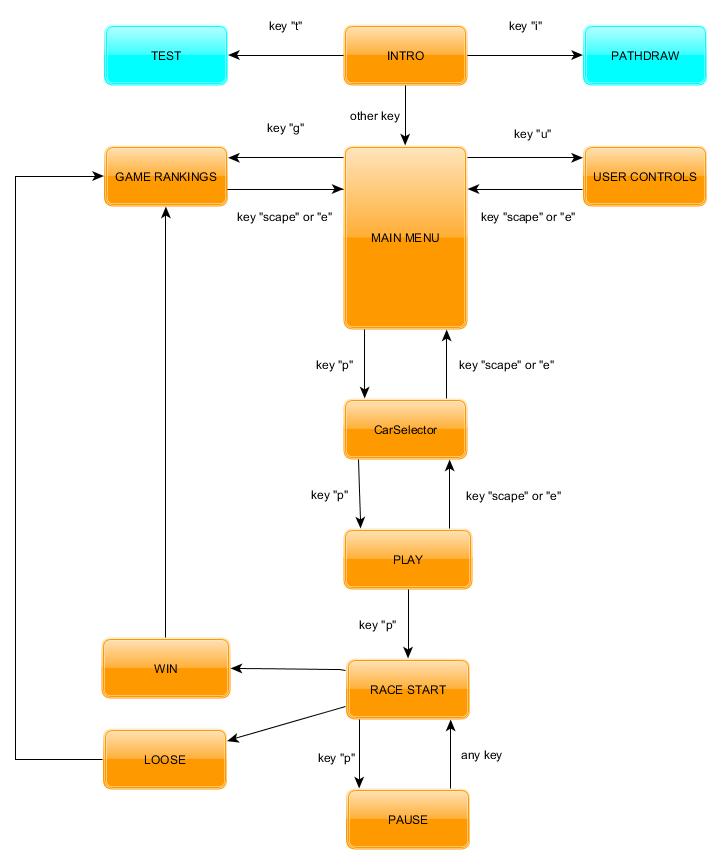 key "t"
key "i"
TEST
INTRO
PATHDRAW
other key
key "g"
key "u"
GAME RANKINGS
USER CONTROLS
key "scape" or "e"
key "scape" or "e"
MAIN MENU
key "p"
key "scape" or "e"
CarSelector
key "p"
key "scape" or "e"
PLAY
key "p"
WIN
RACE START
LOOSE
key "p"
any key
PAUSE